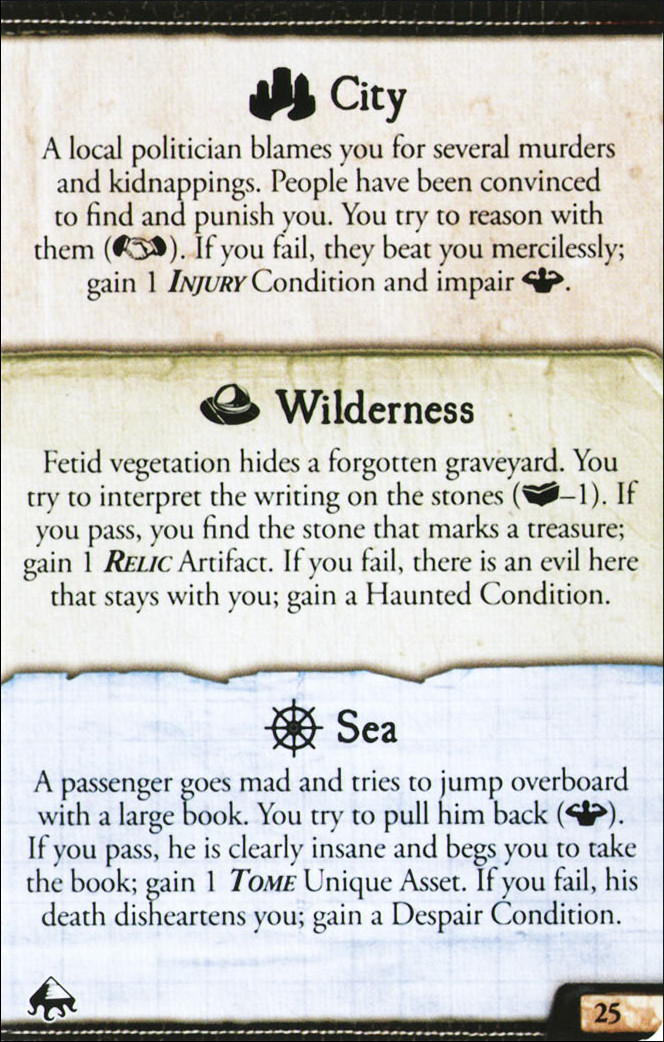 City
A local politician blames you for several murders
and kidnappings. People have been convinced
to find and punish you. You try to reason with
them ( ). If you fail, they beat you mercilessly;
gain 1 INJURY Condition and impair .
Wilderness
Fetid vegetation hides a forgotten graveyard. You
try to interpret the writing on the stones ( –1). If
you pass, you find the stone that marks a treasure;
gain 1 RELIC Artifact. If you fail, there is an evil here
that stays with you; gain a Haunted Condition.
Sea
A passenger goes mad and tries to jump overboard
with a large book. You try to pull him back ( ).
If you pass, he is clearly insane and begs you to take
the book; gain 1 TOME Unique Asset. If you fail, his
death disheartens you; gain a Despair Condition.
25